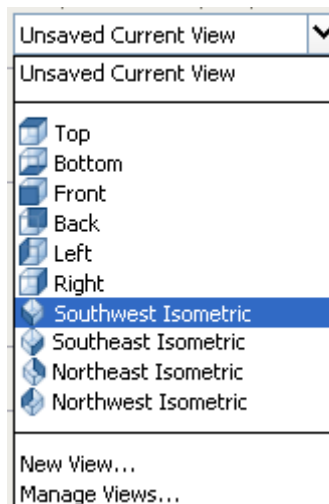 Unsaved Current View
Unsaved Current View
Top
Bottom
Front
Back
Left
Right
Southwest Isometric
Southeast Isometric
Northeast Isometric
Northwest Isometric
New View...
Manage Views...